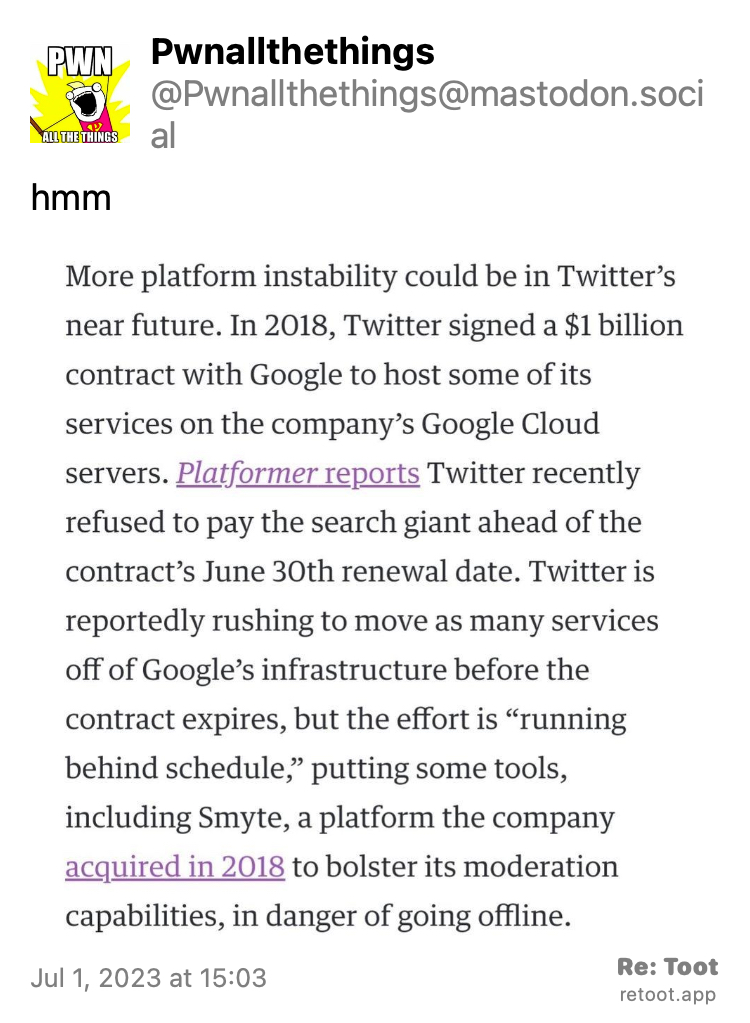 PWN
ALL THE THINGS
Pwnallthethings
@Pwnallthethings@mastodon.soci
al
hmm
More platform instability could be in Twitter’s
near future. In 2018, Twitter signed a $1 billion
contract with Google to host some of its
services on the company’s Google Cloud
servers. Platformer reports Twitter recently
refused to pay the search giant ahead of the
contract’s June 30th renewal date. Twitter is
reportedly rushing to move as many services
off of Google’s infrastructure before the
contract expires, but the effort is “running
behind schedule,” putting some tools,
including Smyte, a platform the company
acquired in 2018 to bolster its moderation
capabilities, in danger of going offline.
Jul 1, 2023 at 15:03
Re: Toot
retoot.app